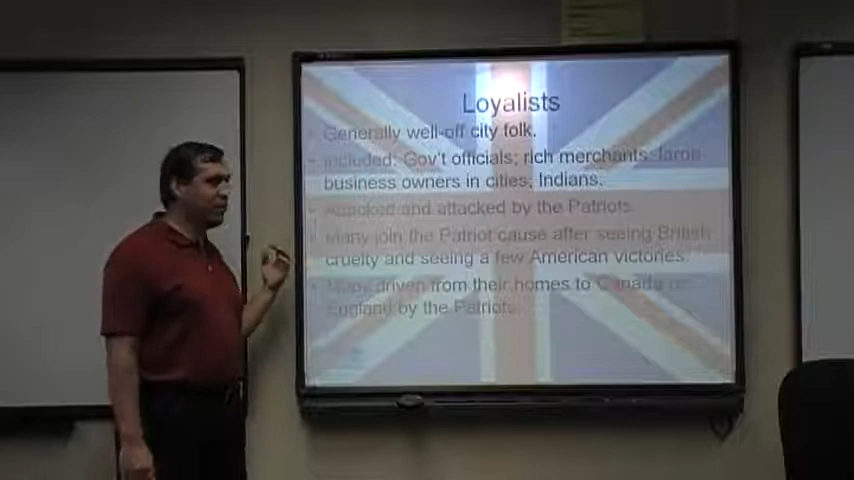 Loyalists
• Generally well-off city folk.
• Included: Gov't officials; rich merchants; large
business owners in cities; Indians.
• Attacked and attacked by the Patriots.
• Many join the Patriot cause after seeing British
cruelty and seeing a few American victories.
• Many driven from their homes to Canada or
England by the Patriots.